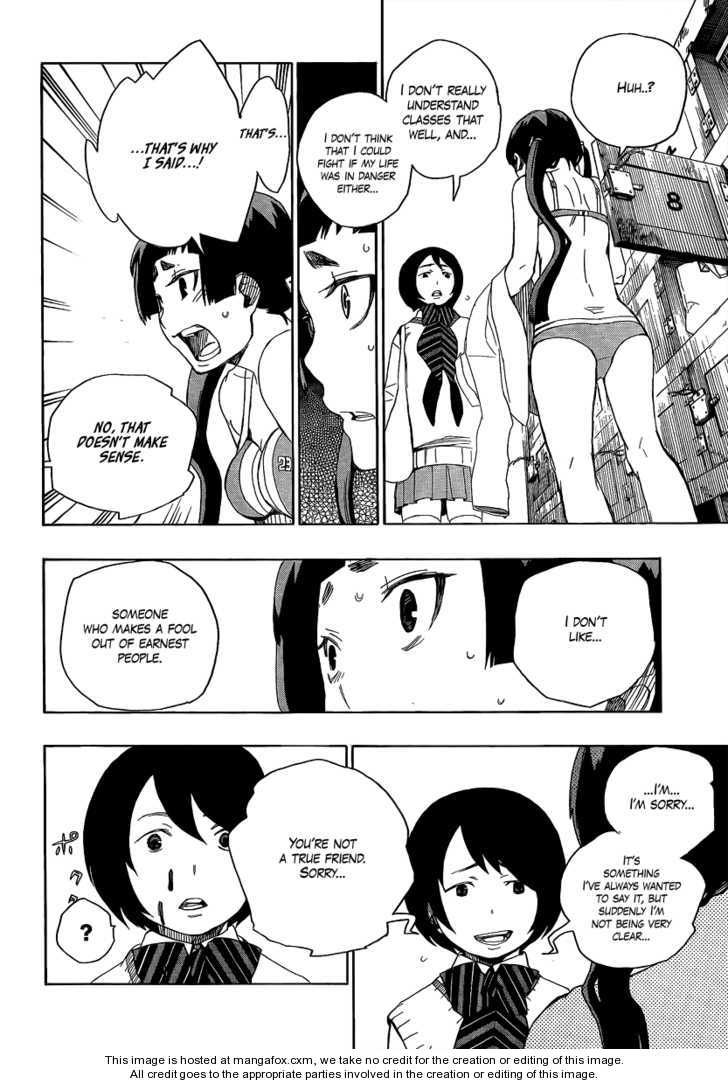 HUH..?
8
I DON'T REALLY
UNDERSTAND
CLASSES THAT
WELL, AND...
I DON'T THINK
THAT I COULD
FIGHT IF MY LIFE
WAS IN DANGER
EITHER...
THAT'S...
...THAT'S WHY
I SAID...!
NO, THAT
DOESN'T MAKE
SENSE.
23
I DON'T
LIKE...
SOMEONE
WHO MAKES A FOOL
OUT OF EARNEST
PEOPLE.
...I'M...
I'M SORRY...
IT'S
SOMETHING
I'VE ALWAYS WANTED
TO SAY IT, BUT
SUDDENLY I'M
NOT BEING VERY
CLEAR...
YOU'RE NOT
A TRUE FRIEND.
SORRY...
ポ
?
This image is hosted at mangafox.cxm, we take no credit for the creation or editing of this image.
All credit goes to the appropriate parties involved in the creation or editing of this image.